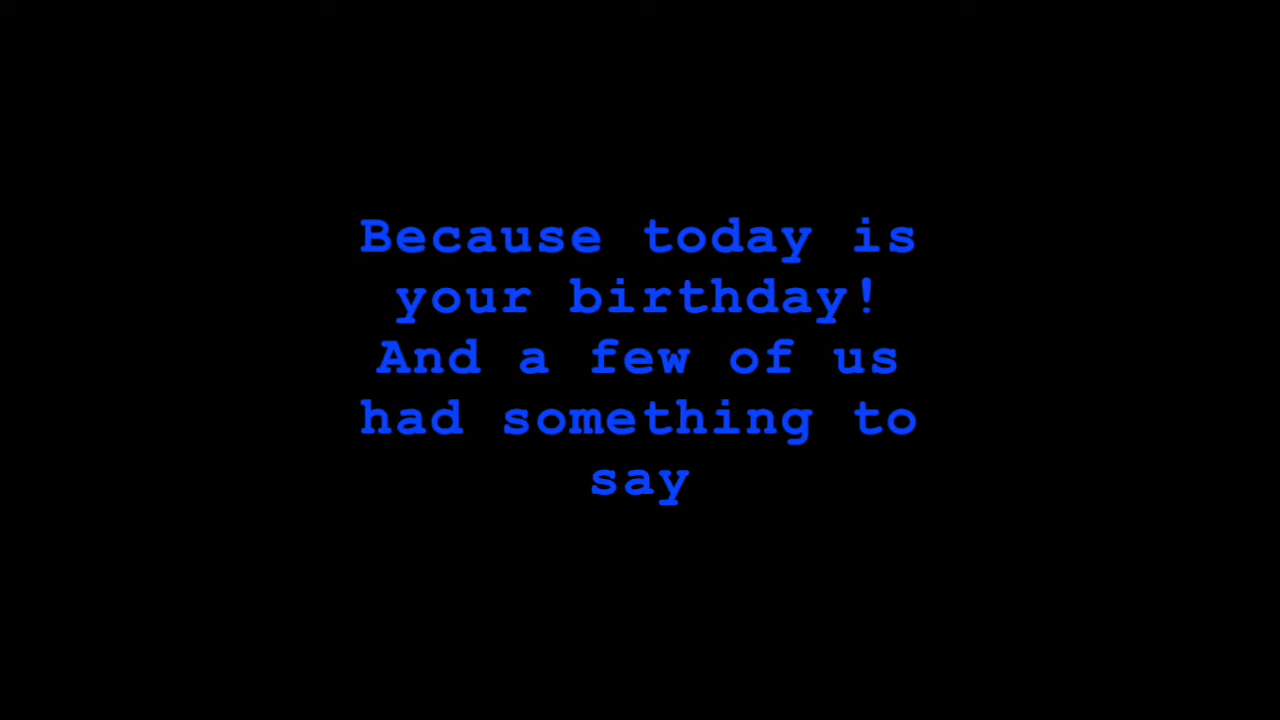 Because today is
your birthday!
And a few of us
had something to
say